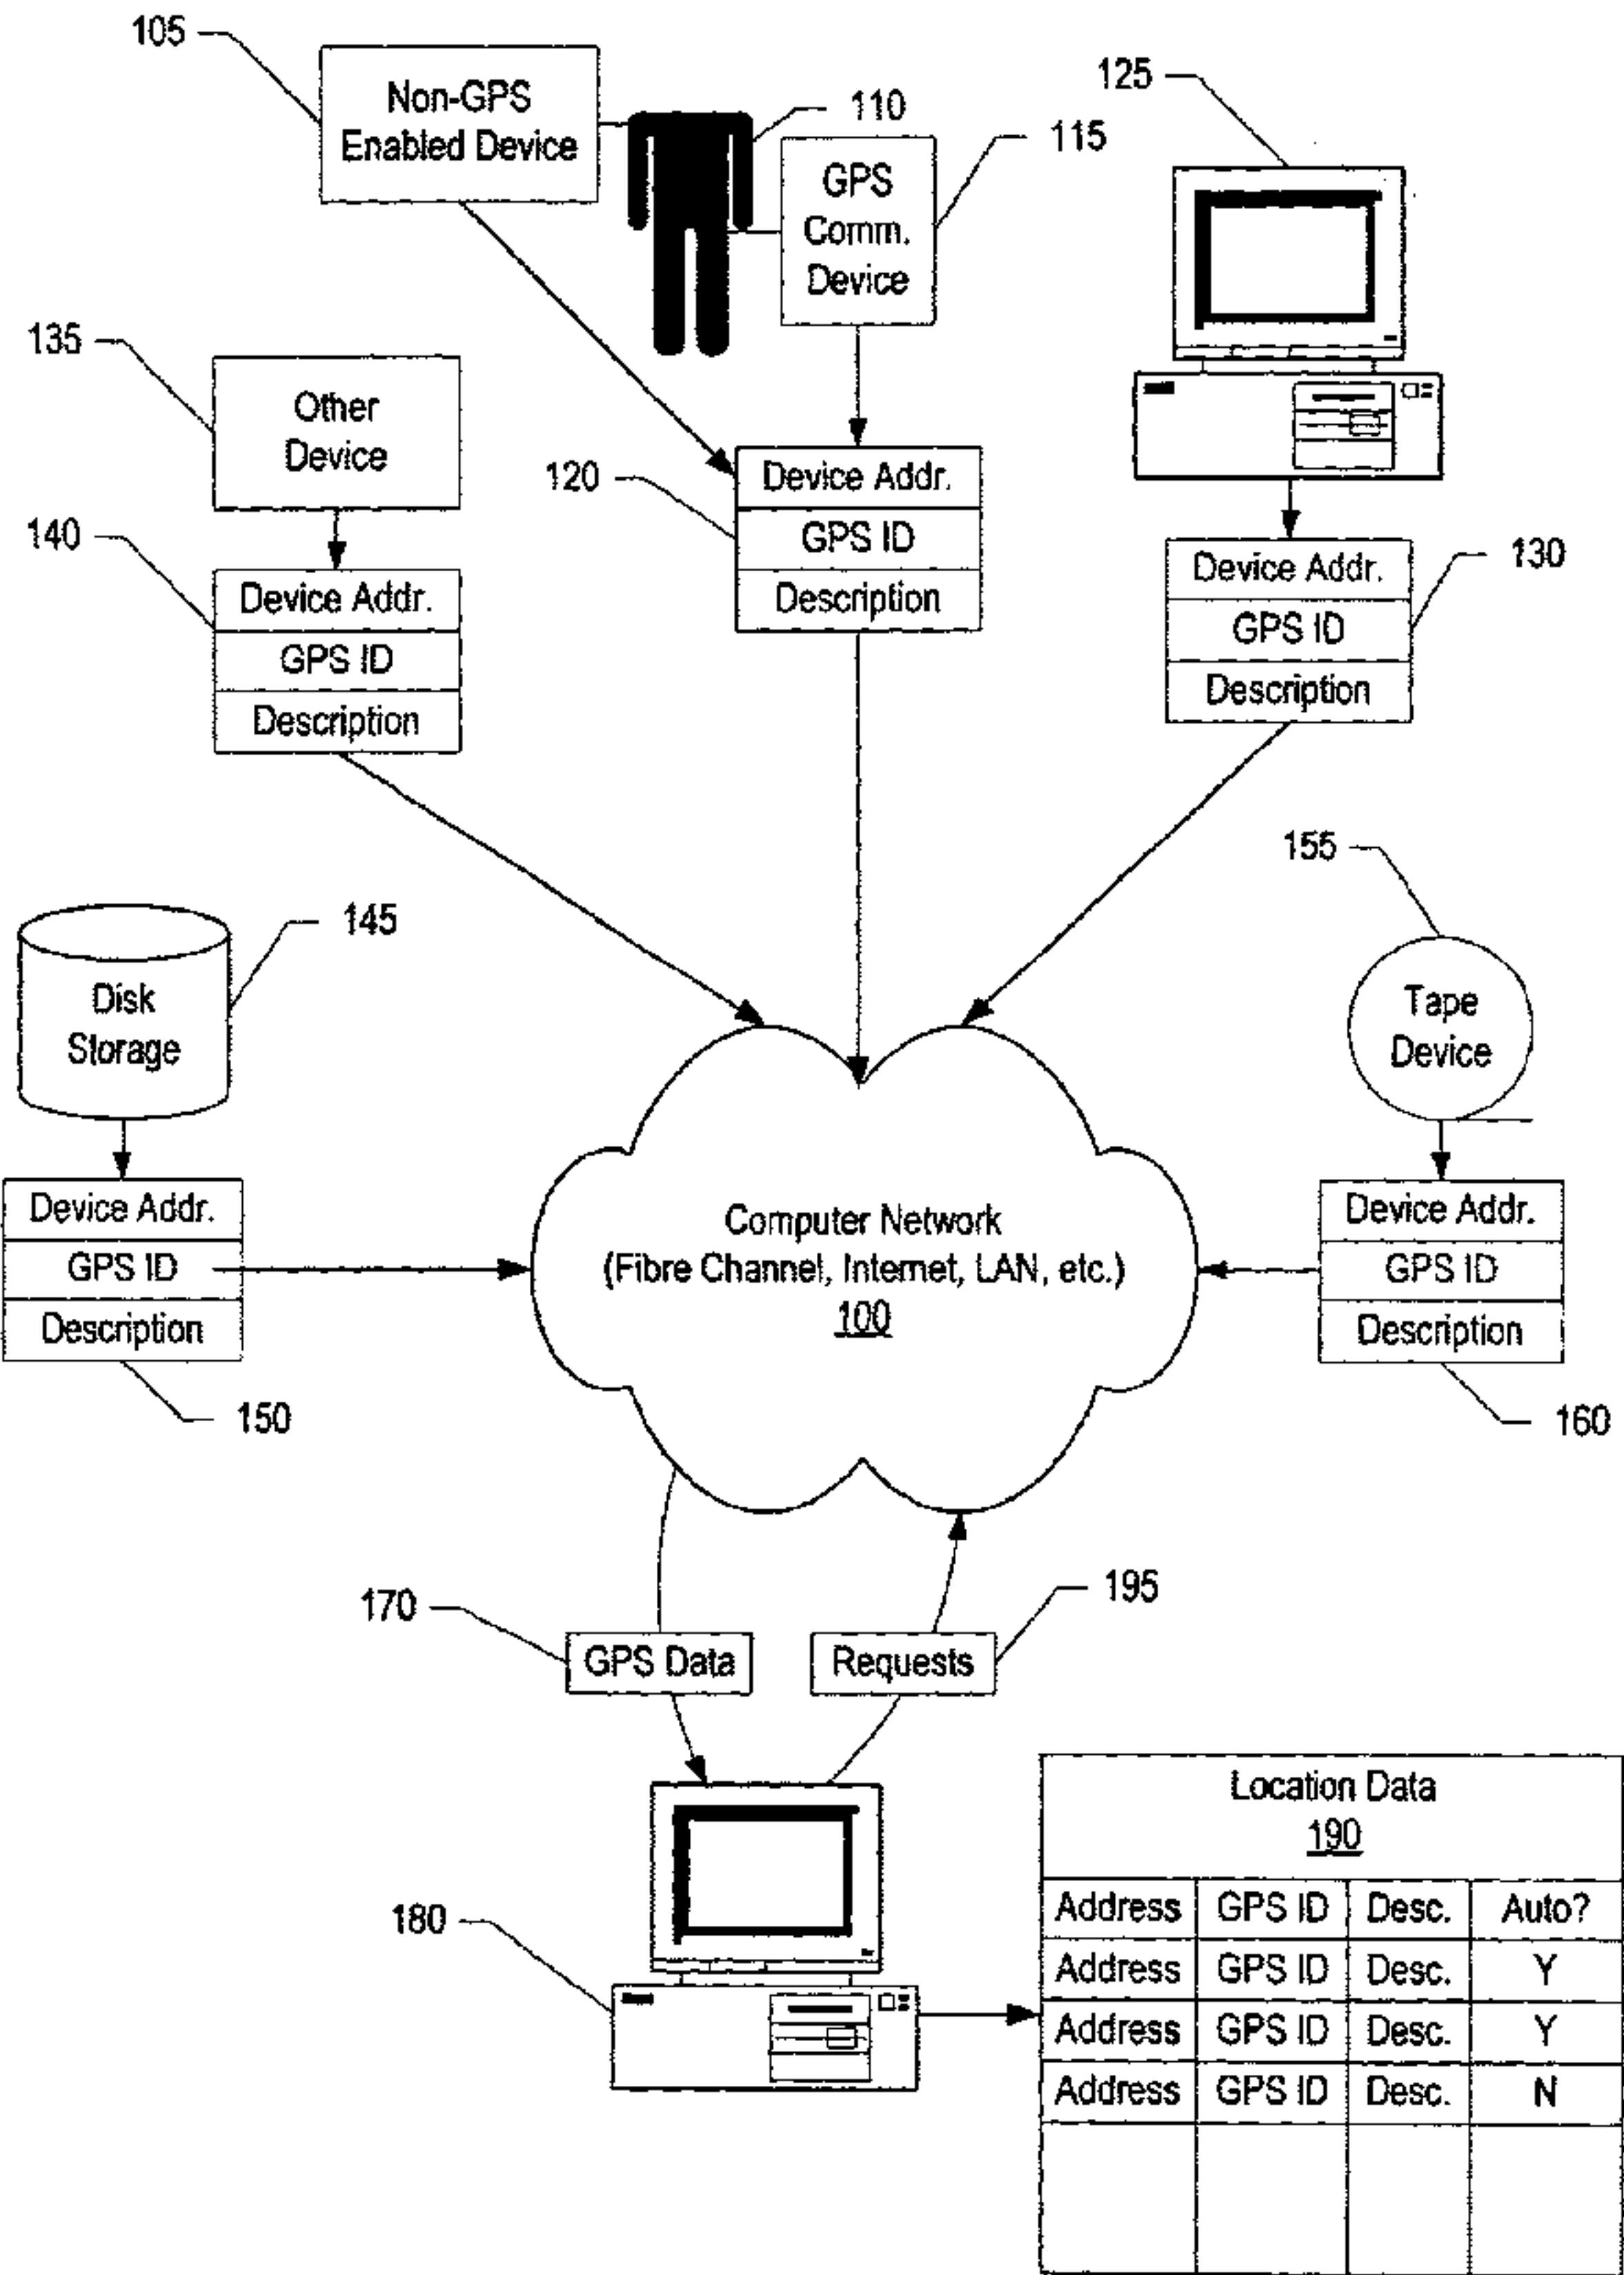 105
Non-GPS
Enabled Device
110
GPS
Comm.
Device
115
125
135
Other
Device
120
Device Addr.
GPS ID
Description
140
Device Addr.
GPS ID
Description
Device Addr.
GPS ID
Description
130
145
Disk
Storage
155
Tape
Device
Device Addr.
GPS ID
Description
150
Computer Network
(Fibre Channel, Internet, LAN, etc.)
100
Device Addr.
GPS ID
Description
160
170
GPS Data
Requests
195
180
Location Data
190
Address GPS ID Desc. Auto?
Address GPS ID Desc. Y
Address GPS ID Desc. Y
Address GPS ID Desc. N